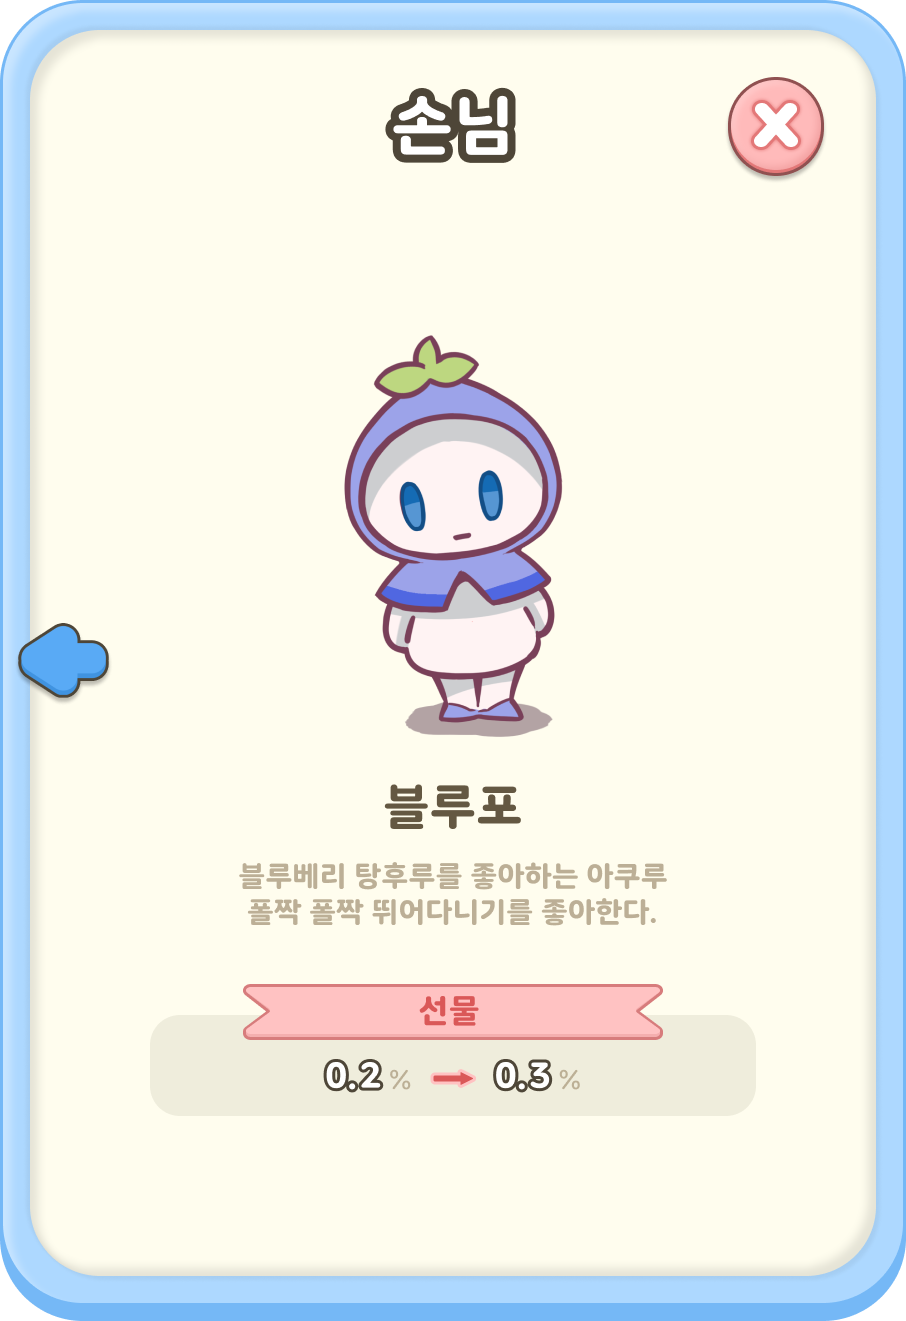 손님
블루포
블루베리 탕후루를 좋아하는 아쿠루
폴짝 폴짝 뛰어다니기를 좋아한다.
선물
0.2 % → 0.3 %